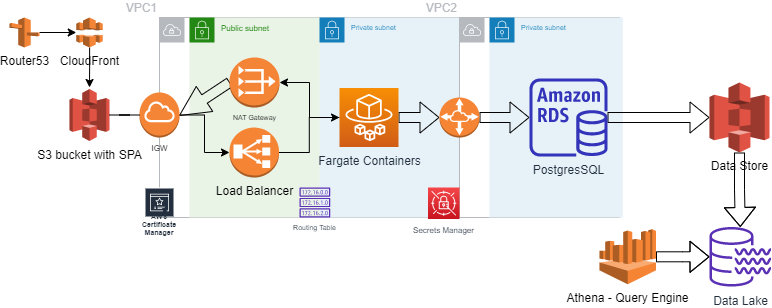 VPC1
VPC2
Public subnet
Private subnet
Private subnet
Router53
CloudFront
S3 bucket with SPA
IGW
NAT Gateway
Load Balancer
Fargate Containers
Amazon
RDS
PostgresSQL
Data Store
AWS
Certificate
Manager
172.16.0.0
172.16.1.0
172.16.2.0
Routing Table
Secrets Manager
Athena - Query Engine
Data Lake